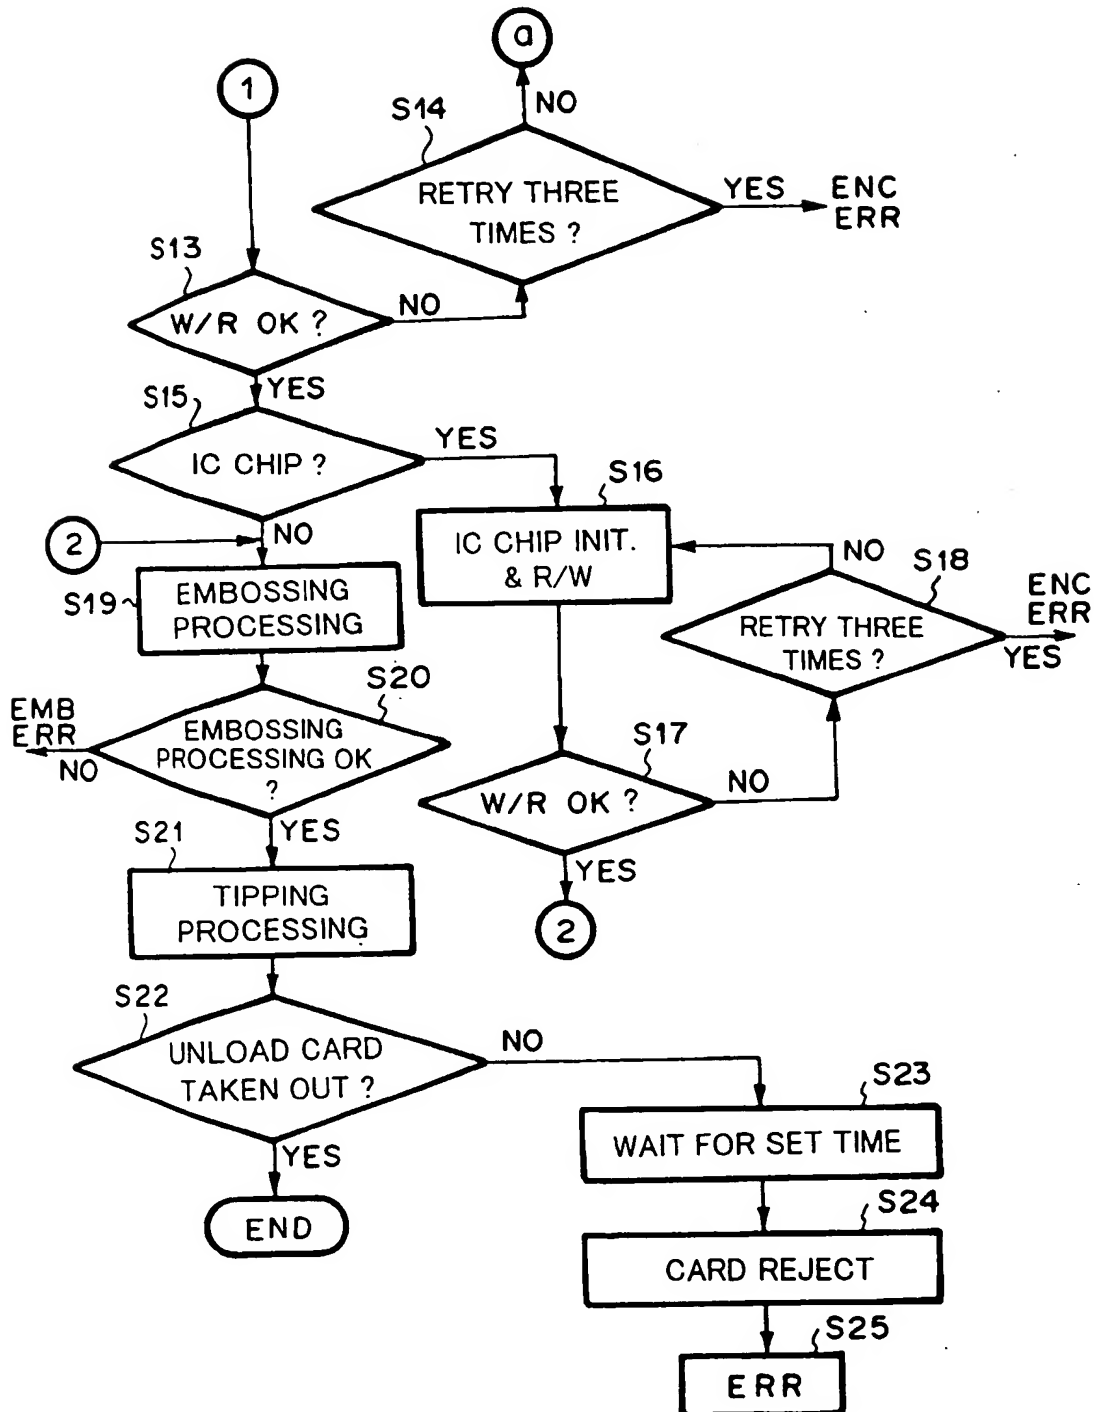 a
1
NO
S14
RETRY THREE
TIMES ?
YES
ENC
ERR
S13
W/R OK ?
NO
YES
S15
IC CHIP ?
YES
NO
2
S16
IC CHIP INIT.
& R/W
NO
S18
RETRY THREE
TIMES ?
ENC
ERR
YES
S19
EMBOSSING
PROCESSING
S20
EMBOSSING
PROCESSING OK
?
EMB
ERR
NO
YES
S17
W/R OK ?
NO
YES
2
S21
TIPPING
PROCESSING
S22
UNLOAD CARD
TAKEN OUT ?
NO
YES
END
S23
WAIT FOR SET TIME
S24
CARD REJECT
S25
ERR